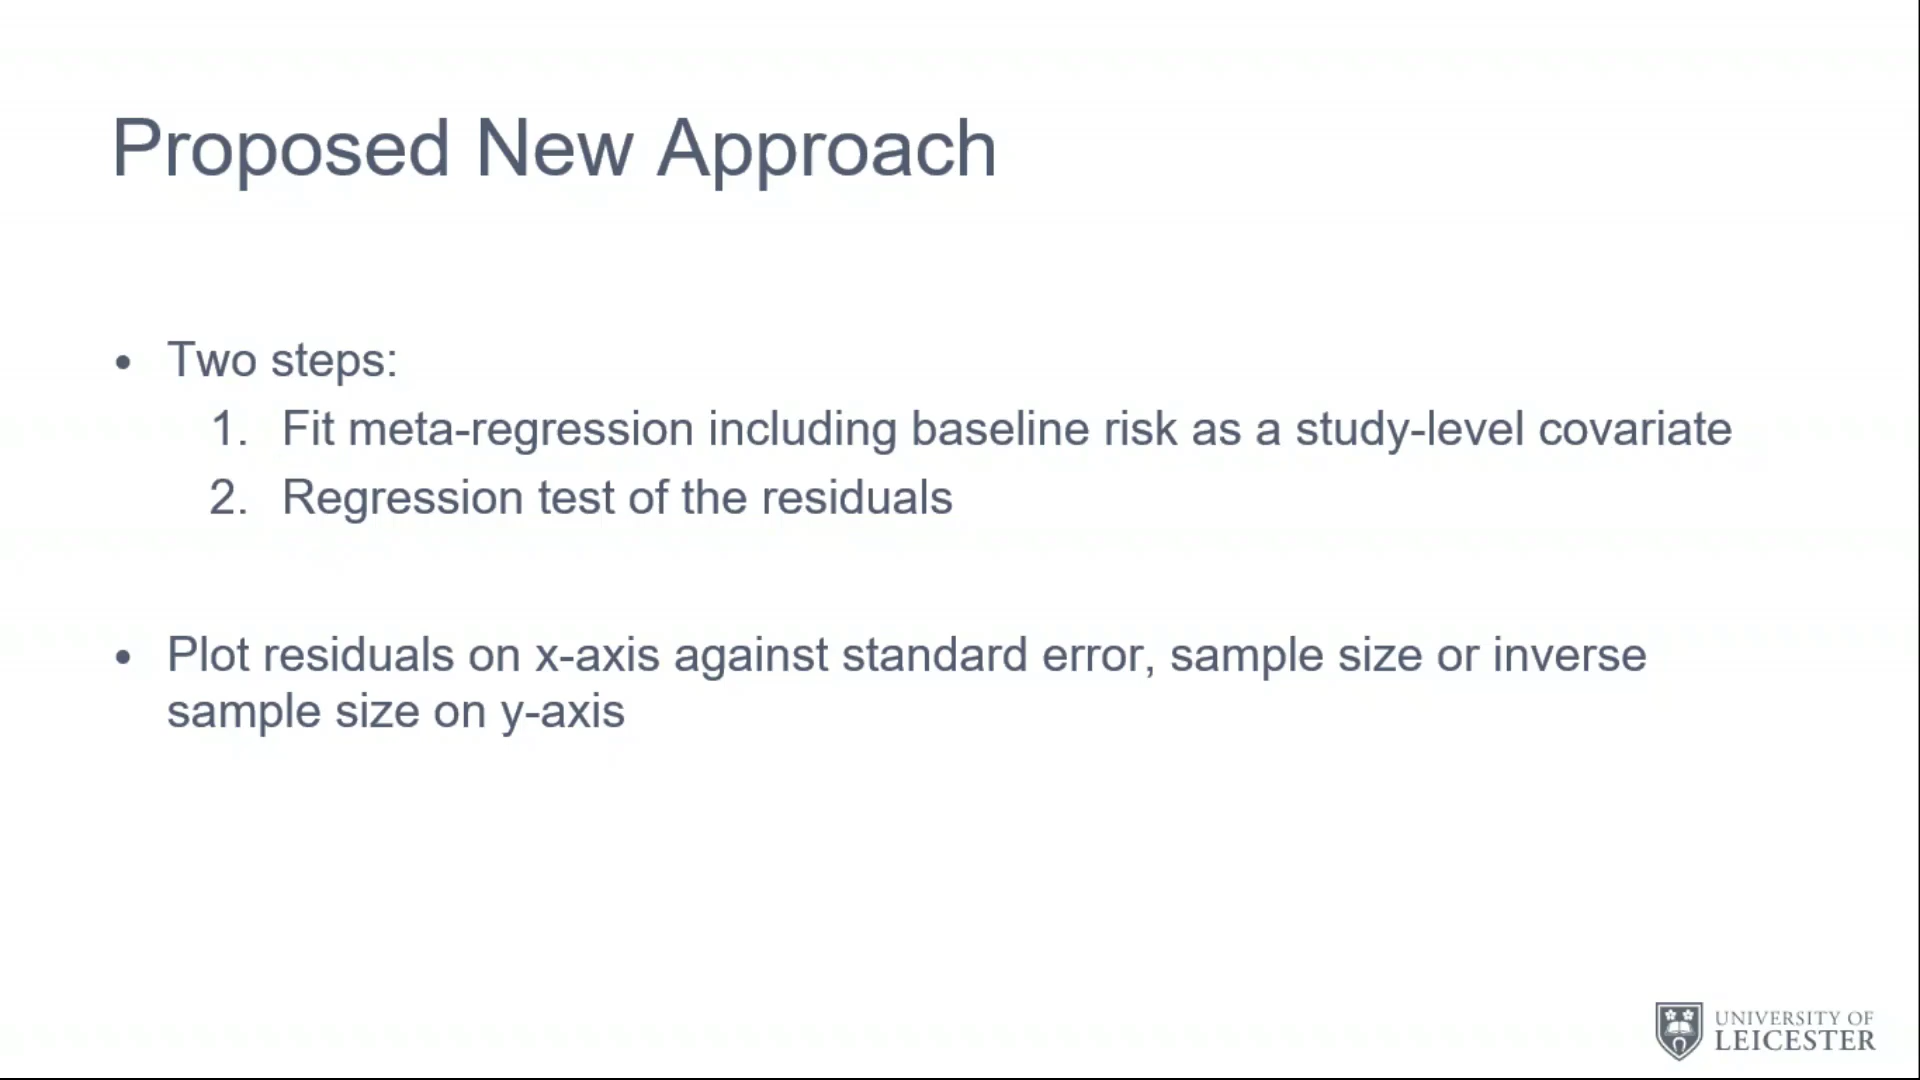 Proposed New Approach
• Two steps:
1. Fit meta-regression including baseline risk as a study-level covariate
2. Regression test of the residuals
• Plot residuals on x-axis against standard error, sample size or inverse
sample size on y-axis
UNIVERSITY OF
LEICESTER